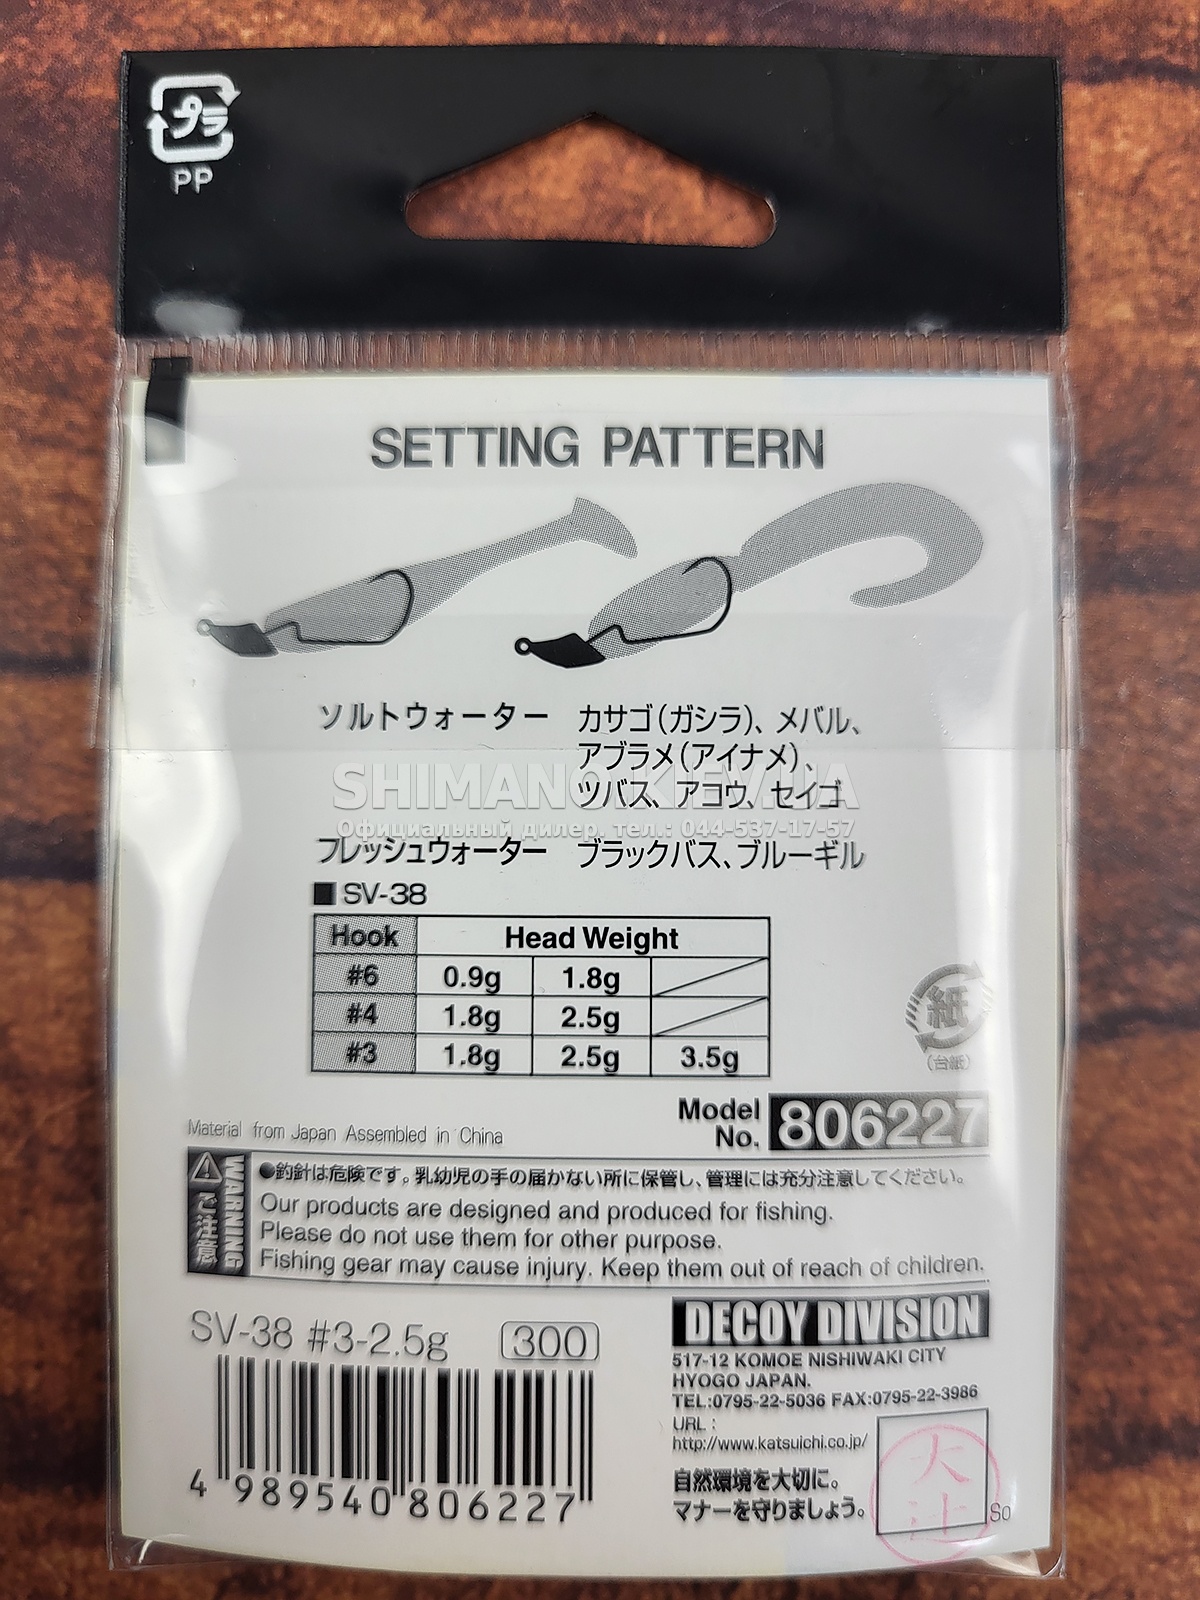 プラ
PP
SETTING PATTERN
ソルトウォーター カサゴ(ガシラ)、メバル、
アブラメ(アイナメ)、
SHIMANO.KIEV.UA
ツバス、アコウ、セイゴ
Официальный дилер. тел.: 044-537-17-57
フレッシュウォーター ブラックバス、ブルーギル
■SV-38
Hook Head Weight
#6 0.9g 1.8g
#4 1.8g 2.5g
#3 1.8g 2.5g 3.5g
紙
(台紙)
Model No. 806227
Material from Japan Assembled in China
WARNING
ご注意
●釣針は危険です。乳幼児の手の届かない所に保管し、管理には充分注意してください。
Our products are designed and produced for fishing.
Please do not use them for other purpose.
Fishing gear may cause injury. Keep them out of reach of children.
SV-38 #3-2.5g 300
4 989540 806227
DECOY DIVISION
517-12 KOMOE NISHIWAKI CITY
HYOGO JAPAN.
TEL:0795-22-5036 FAX:0795-22-3986
URL:
http://www.katsuichi.co.jp/
自然環境を大切に。
マナーを守りましょう。
大辻
So